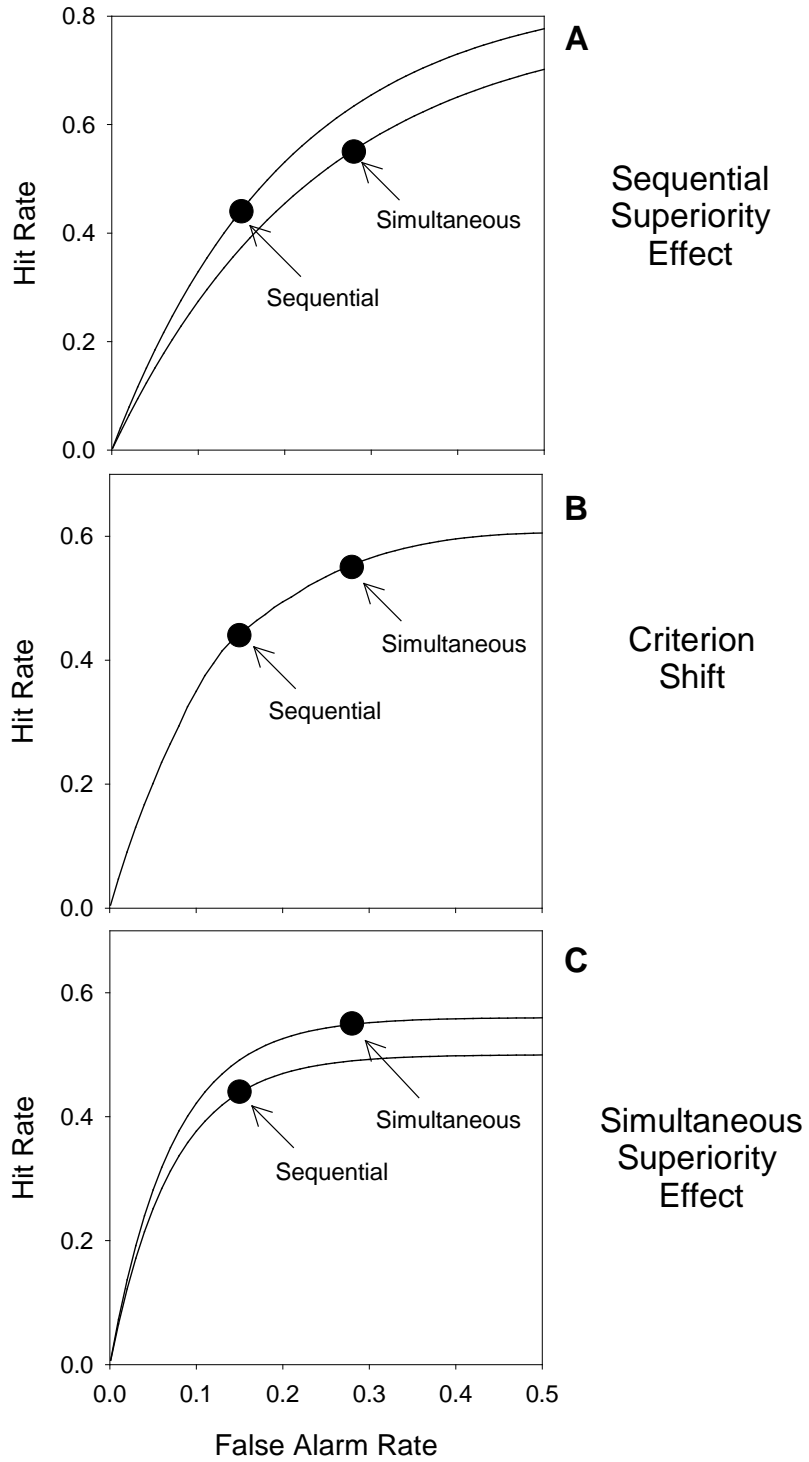 0.8
A
0.6
Sequential
Superiority
Effect
Hit Rate
Simultaneous
0.4
Sequential
0.2
0.0
B
0.6
Criterion
Shift
Hit Rate
Simultaneous
0.4
Sequential
0.2
0.0
C
0.6
Simultaneous
Superiority
Effect
Hit Rate
0.4
Simultaneous
Sequential
0.2
0.0
0.0 0.1 0.2 0.3 0.4 0.5
False Alarm Rate